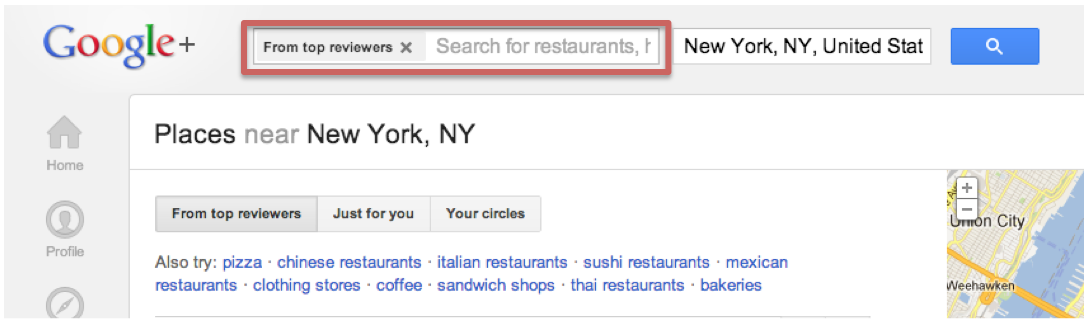 Google+
From top reviewers × Search for restaurants, h
New York, NY, United Stat
Home
Places near New York, NY
Profile
From top reviewers
Just for you
Your circles
Also try: pizza · chinese restaurants · italian restaurants · sushi restaurants · mexican
restaurants · clothing stores · coffee · sandwich shops · thai restaurants · bakeries
+
−
Union City
Weehawken